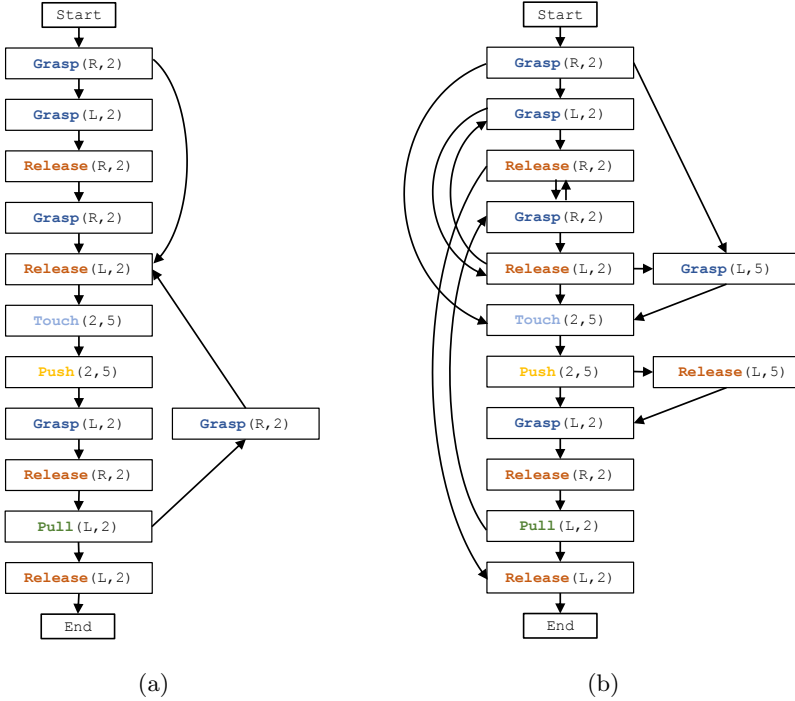 Start
Grasp(R,2)
Grasp(L,2)
Release(R,2)
Grasp(R,2)
Release(L,2)
Touch(2,5)
Push(2,5)
Grasp(L,2)
Grasp(R,2)
Release(R,2)
Pull(L,2)
Release(L,2)
End
(a)
Start
Grasp(R,2)
Grasp(L,2)
Release(R,2)
Grasp(R,2)
Release(L,2)
Grasp(L,5)
Touch(2,5)
Push(2,5)
Release(L,5)
Grasp(L,2)
Release(R,2)
Pull(L,2)
Release(L,2)
End
(b)